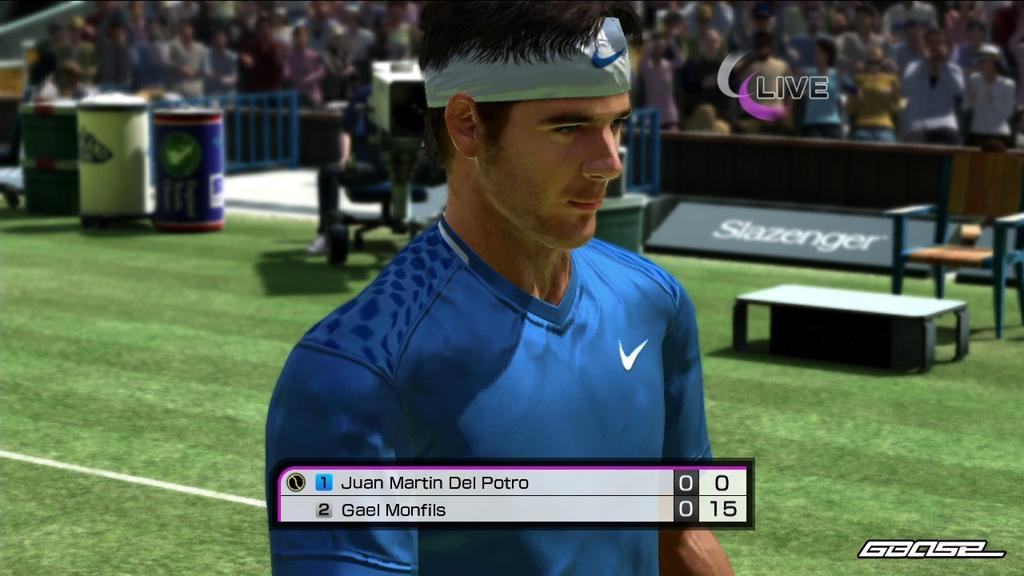 LIVE
Slazenger
1 Juan Martin Del Potro 0 0
2 Gael Monfils 0 15
GBASE